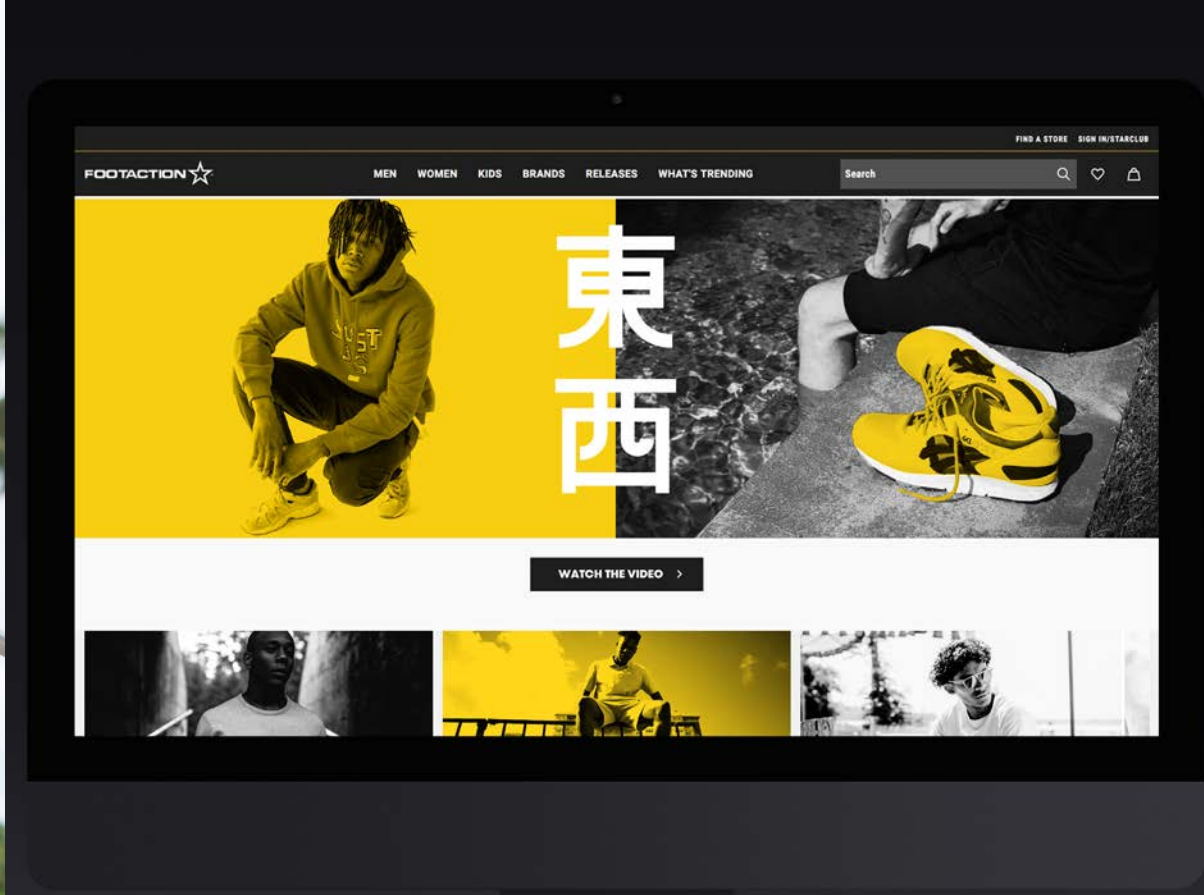 FIND A STORE SIGN IN/STARCLUB
FOOTACTION MEN WOMEN KIDS BRANDS RELEASES WHAT'S TRENDING Search
東
西
WATCH THE VIDEO >